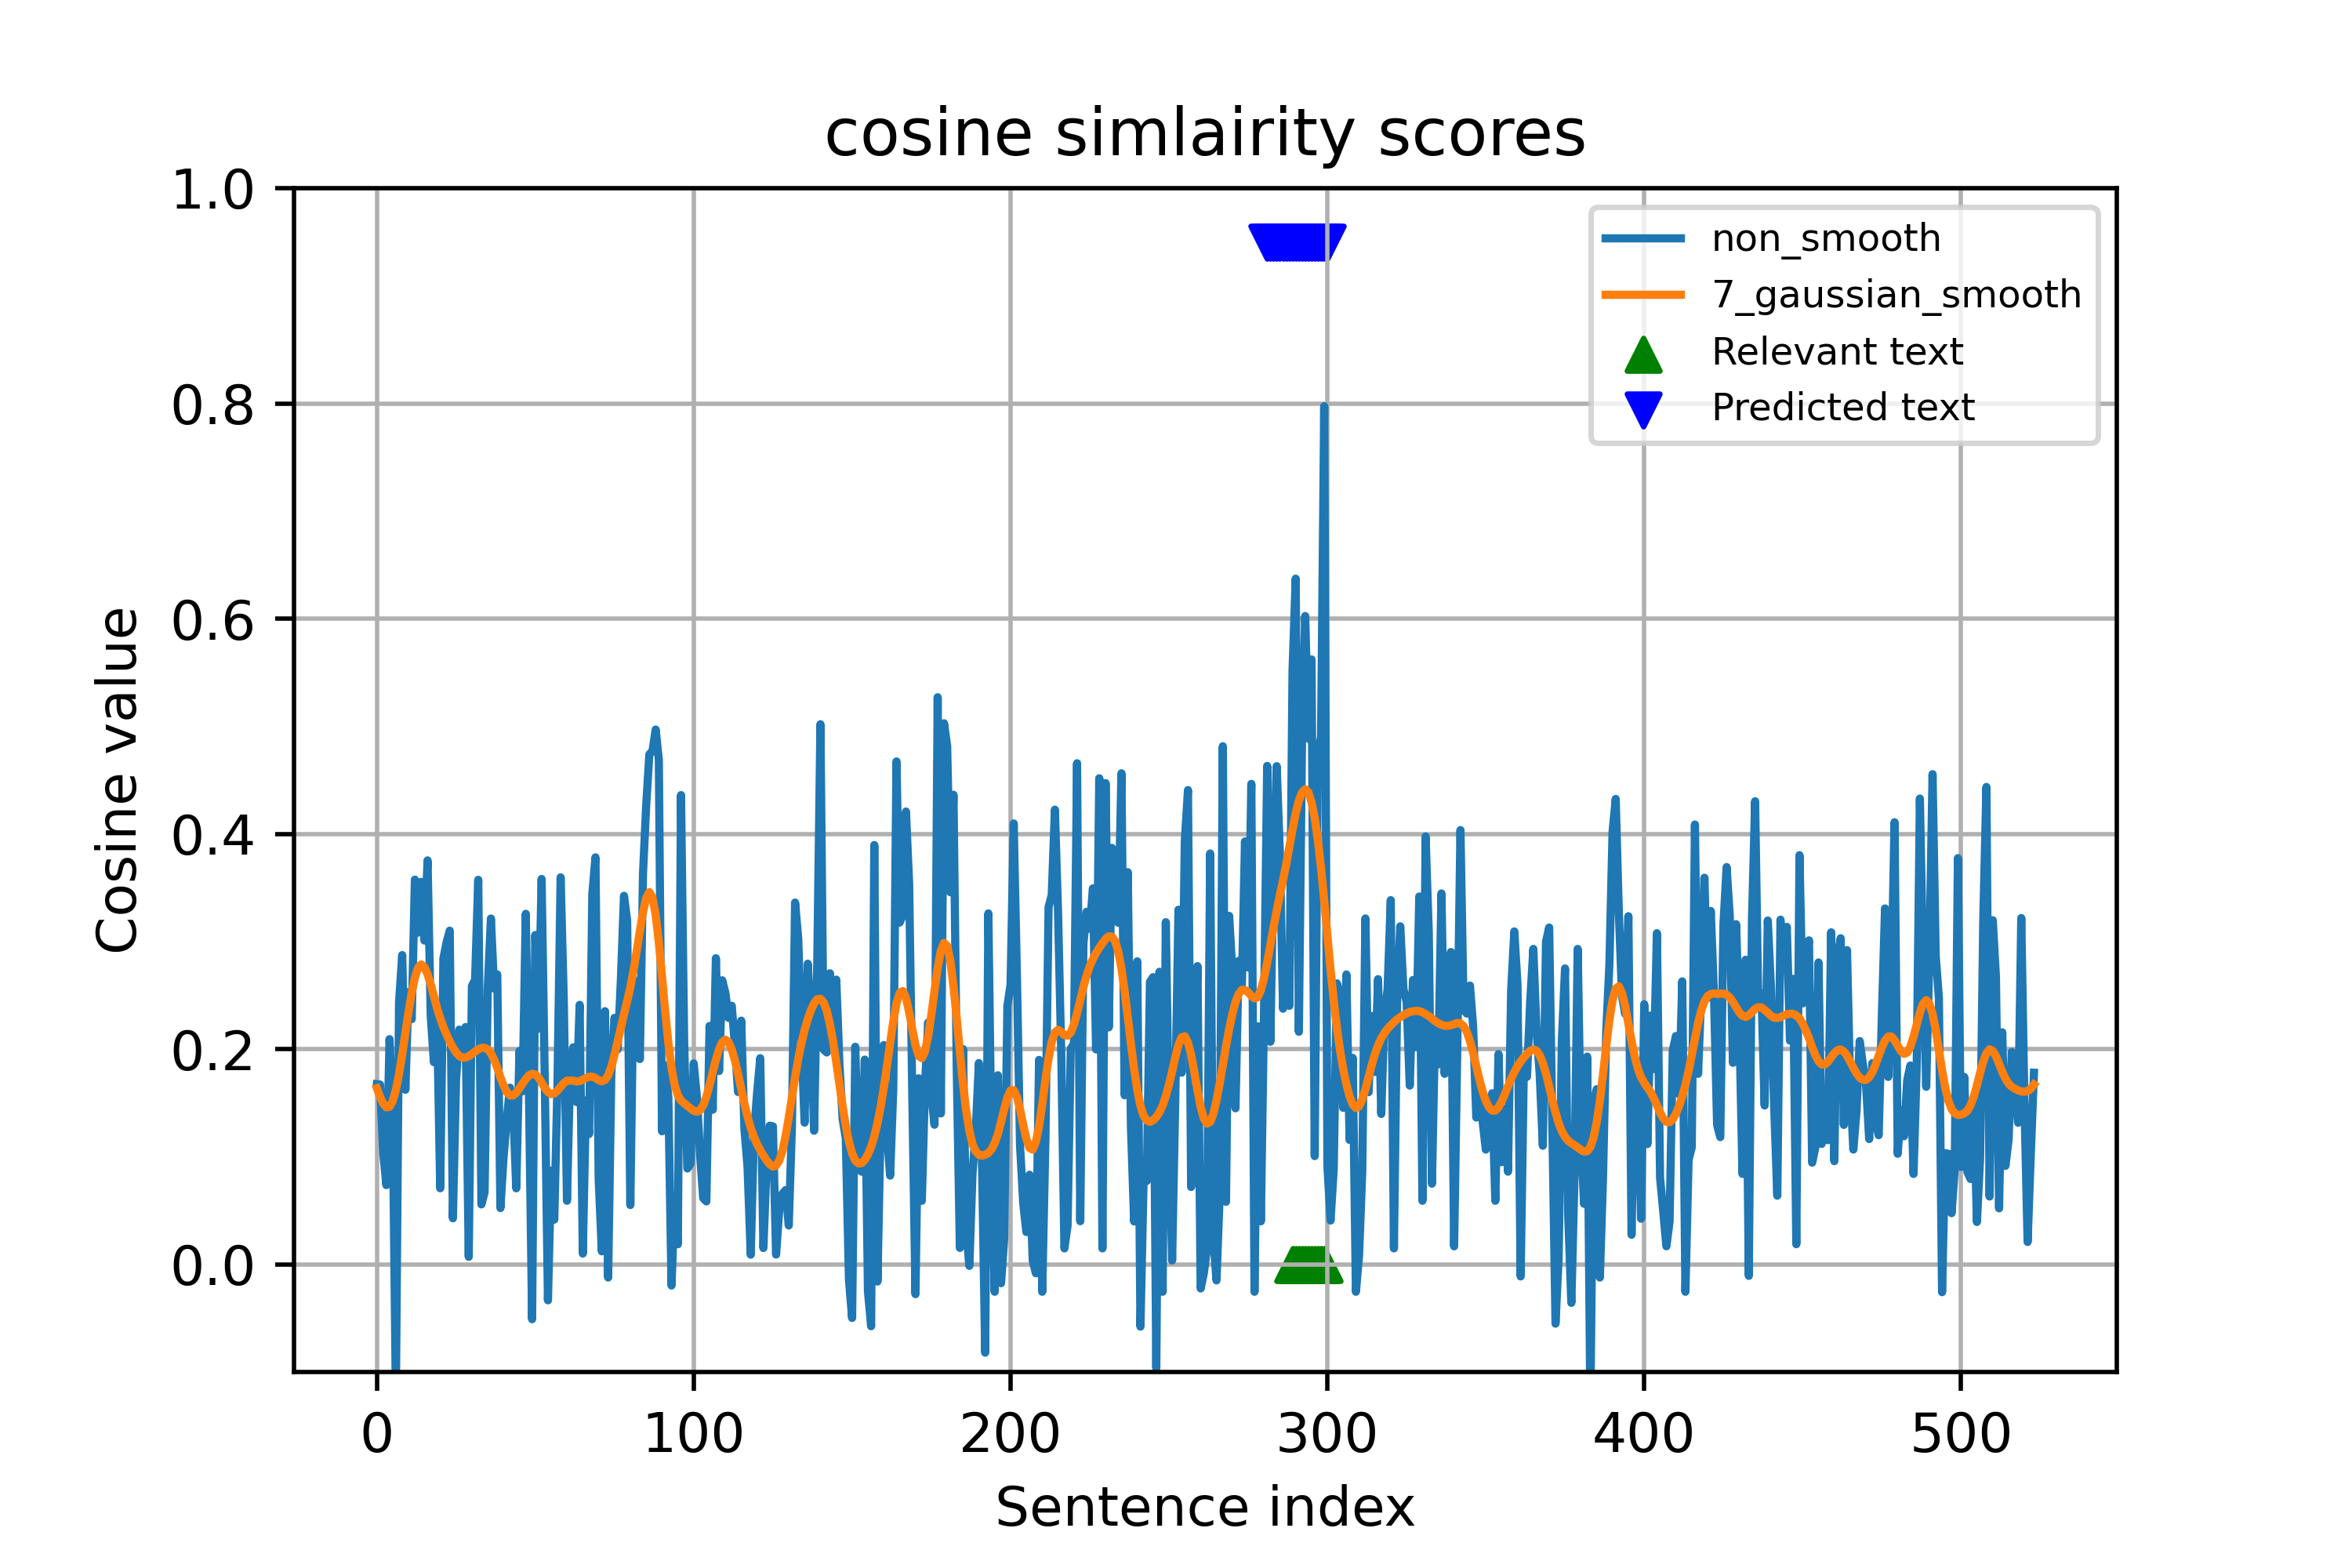 cosine simlairity scores
1.0
0.8
0.6
0.4
0.2
0.0
Cosine value
non_smooth
7_gaussian_smooth
Relevant text
Predicted text
0 100 200 300 400 500
Sentence index